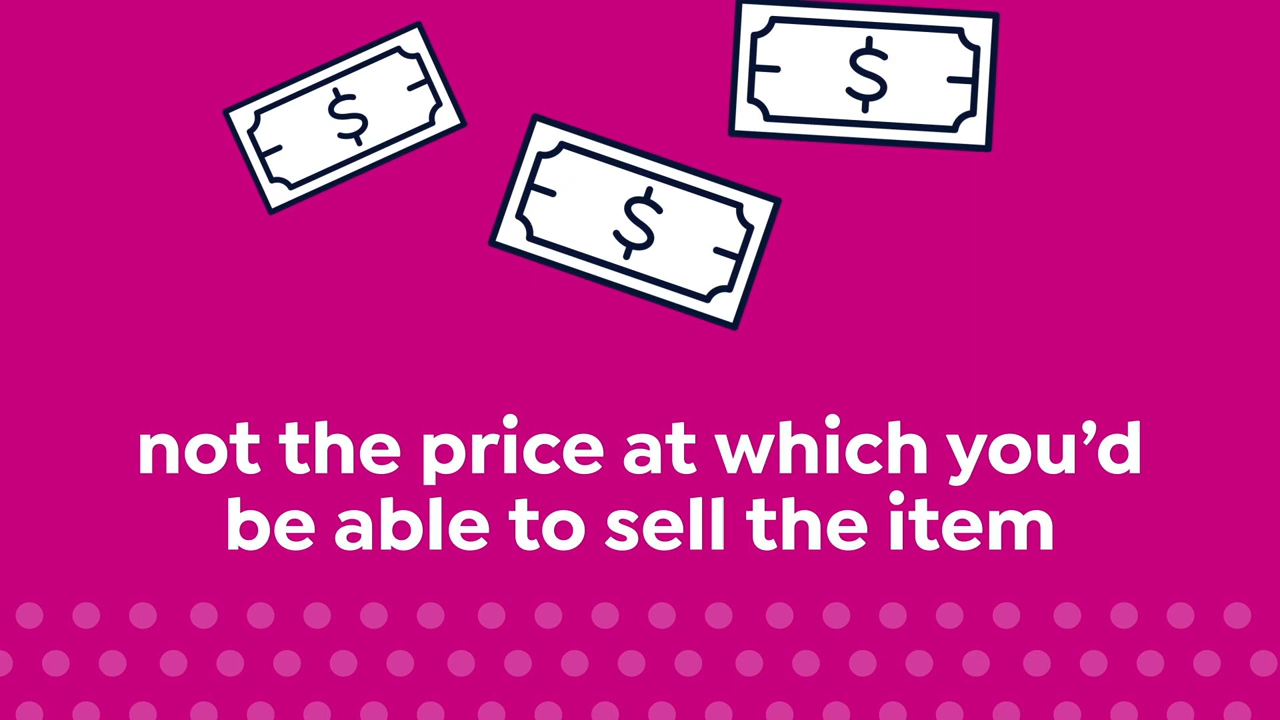 $
$
$
not the price at which you’d
be able to sell the item